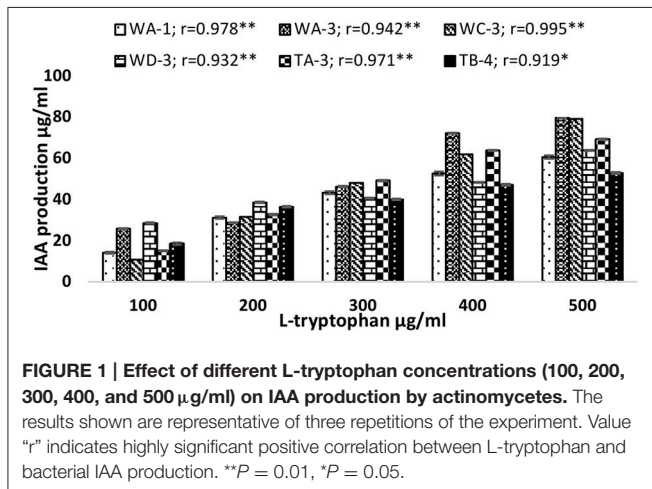 WA-1; r=0.978** WA-3; r=0.942** WC-3; r=0.995**
WD-3; r=0.932** TA-3; r=0.971** TB-4; r=0.919*
IAA production µg/ml
100
80
60
40
20
0
100 200 300 400 500
L-tryptophan µg/ml
FIGURE 1 | Effect of different L-tryptophan concentrations (100, 200,
300, 400, and 500 µg/ml) on IAA production by actinomycetes. The
results shown are representative of three repetitions of the experiment. Value
“r” indicates highly significant positive correlation between L-tryptophan and
bacterial IAA production. **P = 0.01, *P = 0.05.